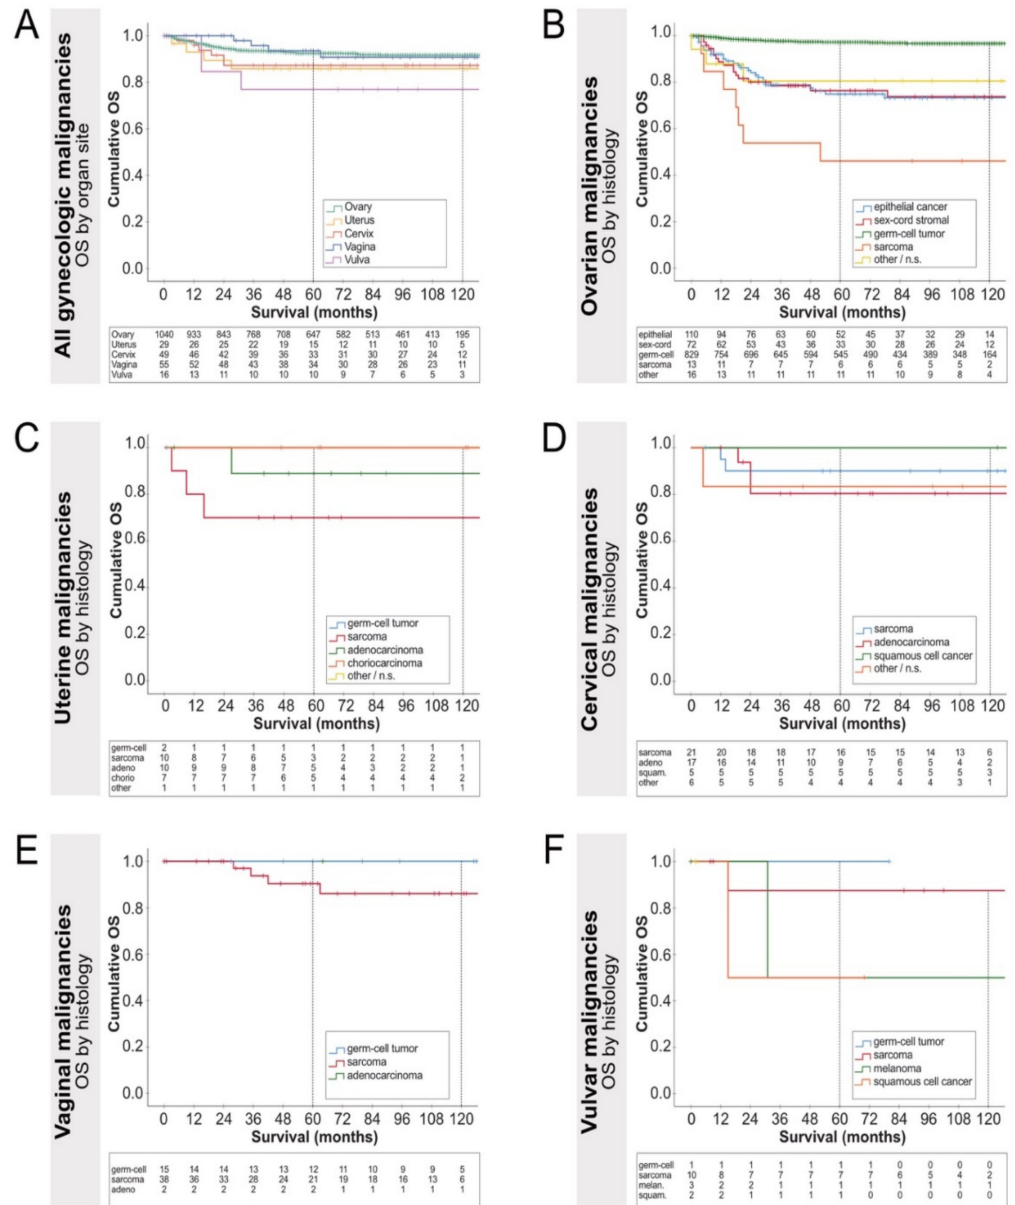 A
All gynecologic malignancies
OS by organ site
Cumulative OS
1.0
0.8
0.6
0.4
0.2
0.0
Ovary
Uterus
Cervix
Vagina
Vulva
0 12 24 36 48 60 72 84 96 108 120
Survival (months)
Ovary 1040 933 843 768 708 647 582 513 461 413 195
Uterus 29 26 25 22 19 15 12 11 10 10 5
Cervix 49 46 42 39 36 33 31 30 27 24 12
Vagina 55 52 48 43 38 34 30 28 26 23 11
Vulva 16 13 11 10 10 10 9 7 6 5 3
B
Ovarian malignancies
OS by histology
Cumulative OS
1.0
0.8
0.6
0.4
0.2
0.0
epithelial cancer
sex-cord stromal
germ-cell tumor
sarcoma
other / n.s.
0 12 24 36 48 60 72 84 96 108 120
Survival (months)
epithelial 110 94 76 63 60 52 45 37 32 29 14
sex-cord 72 62 53 43 36 33 30 28 26 24 12
germ-cell 829 754 696 645 594 545 490 434 389 348 164
sarcoma 13 11 7 7 7 6 6 6 5 5 2
other 16 13 11 11 11 11 11 10 9 8 4
C
Uterine malignancies
OS by histology
Cumulative OS
1.0
0.8
0.6
0.4
0.2
0.0
germ-cell tumor
sarcoma
adenocarcinoma
choriocarcinoma
other / n.s.
0 12 24 36 48 60 72 84 96 108 120
Survival (months)
germ-cell 2 1 1 1 1 1 1 1 1 1 1
sarcoma 10 8 7 6 5 3 2 2 2 2 1
adeno 10 9 9 8 7 5 4 3 2 2 1
chorio 7 7 7 7 6 5 4 4 4 4 2
other 1 1 1 1 1 1 1 1 1 1 1
D
Cervical malignancies
OS by histology
Cumulative OS
1.0
0.8
0.6
0.4
0.2
0.0
sarcoma
adenocarcinoma
squamous cell cancer
other / n.s.
0 12 24 36 48 60 72 84 96 108 120
Survival (months)
sarcoma 21 20 18 18 17 16 15 15 14 13 6
adeno 17 16 14 11 10 9 7 6 5 4 2
squam. 5 5 5 5 5 5 5 5 5 5 3
other 6 5 5 5 4 4 4 4 4 3 1
E
Vaginal malignancies
OS by histology
Cumulative OS
1.0
0.8
0.6
0.4
0.2
0.0
germ-cell tumor
sarcoma
adenocarcinoma
0 12 24 36 48 60 72 84 96 108 120
Survival (months)
germ-cell 15 14 14 13 13 12 11 10 9 9 5
sarcoma 38 36 33 28 24 21 19 18 16 13 6
adeno 2 2 2 2 2 2 1 1 1 1
F
Vulvar malignancies
OS by histology
Cumulative OS
1.0
0.8
0.6
0.4
0.2
0.0
germ-cell tumor
sarcoma
melanoma
squamous cell cancer
0 12 24 36 48 60 72 84 96 108 120
Survival (months)
germ-cell 1 1 1 1 1 1 1 0 0 0 0
sarcoma 10 8 7 7 7 7 7 6 5 4 2
melan. 3 2 2 1 1 1 1 1 1 1 1
squam. 2 2 1 1 1 1 0 0 0 0 0